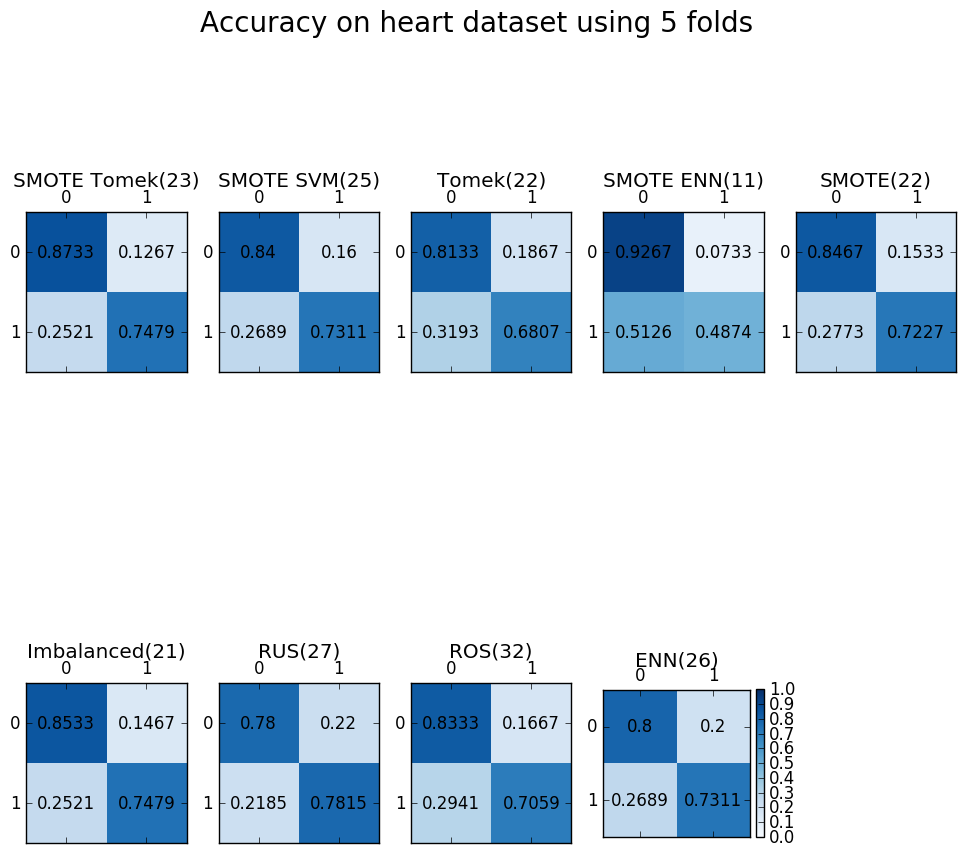 Accuracy on heart dataset using 5 folds
SMOTE Tomek(23) SMOTE SVM(25) Tomek(22) SMOTE ENN(11) SMOTE(22)
0 1 0 1 0 1 0 1 0 1
0 0.8733 0.1267 0 0.84 0.16 0 0.8133 0.1867 0 0.9267 0.0733 0 0.8467 0.1533
1 0.2521 0.7479 1 0.2689 0.7311 1 0.3193 0.6807 1 0.5126 0.4874 1 0.2773 0.7227
Imbalanced(21) RUS(27) ROS(32) ENN(26)
0 1 0 1 0 1 0 1
0 0.8533 0.1467 0 0.78 0.22 0 0.8333 0.1667 0 0.8 0.2
1 0.2521 0.7479 1 0.2185 0.7815 1 0.2941 0.7059 1 0.2689 0.7311
1.0
0.9
0.8
0.7
0.6
0.5
0.4
0.3
0.2
0.1
0.0